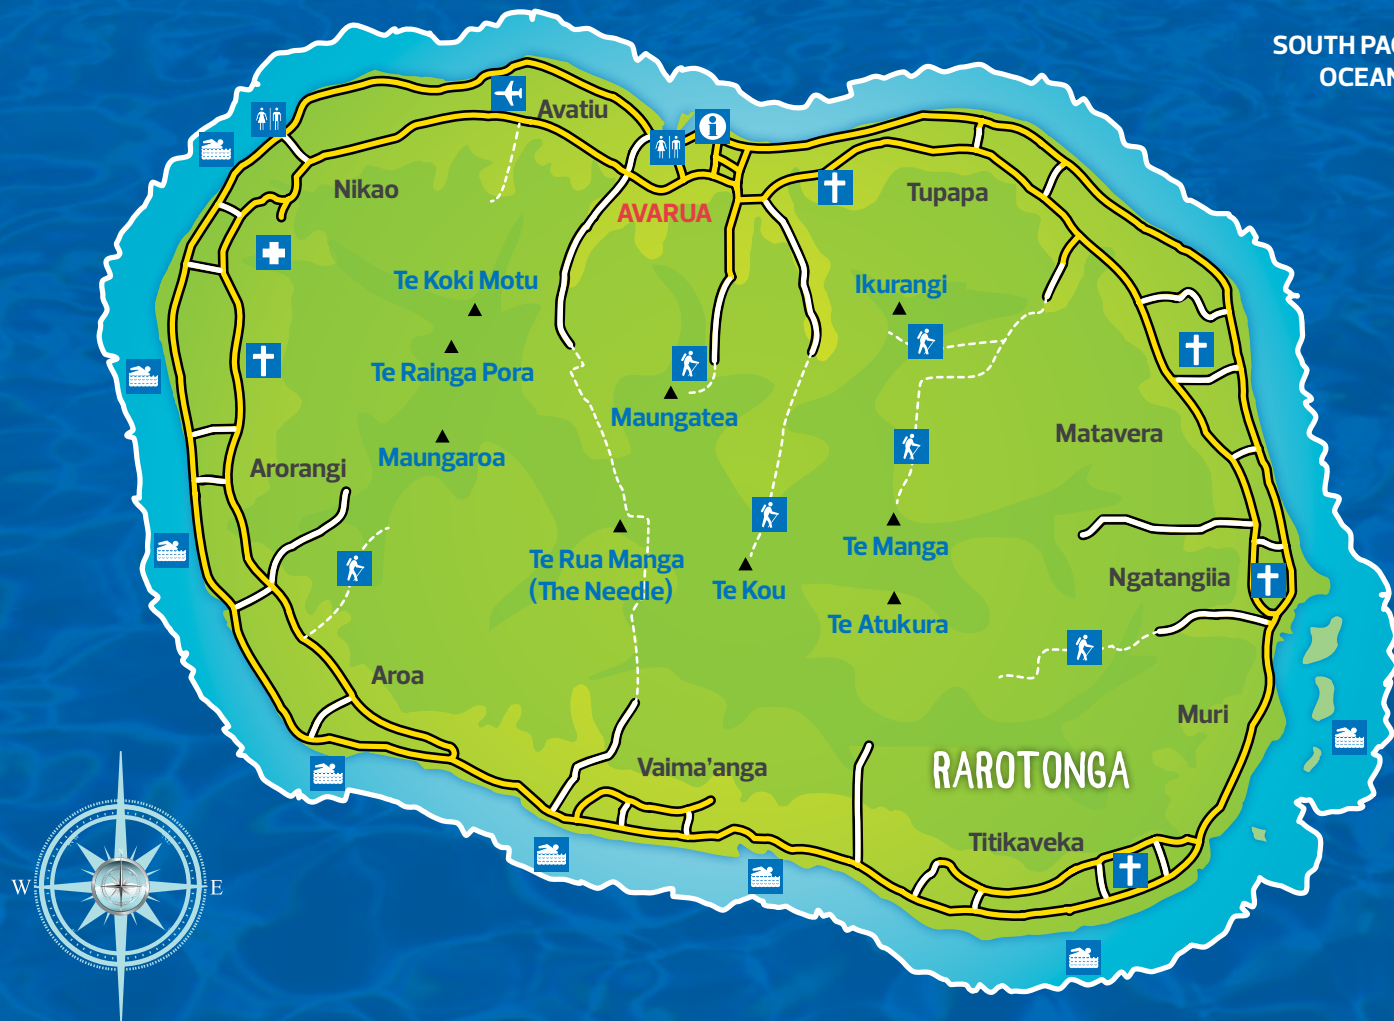 SOUTH PAC
OCEAN
Avatiu
Nikao
AVARUA
Tupapa
Te Koki Motu
Ikurangi
Te Rainga Pora
Maungatea
Matavera
Maungaroa
Arorangi
Te Rua Manga
(The Needle)
Te Kou
Te Manga
Ngatangiia
Te Atukura
Aroa
Muri
Vaima'anga
RAROTONGA
Titikaveka
N
W
E